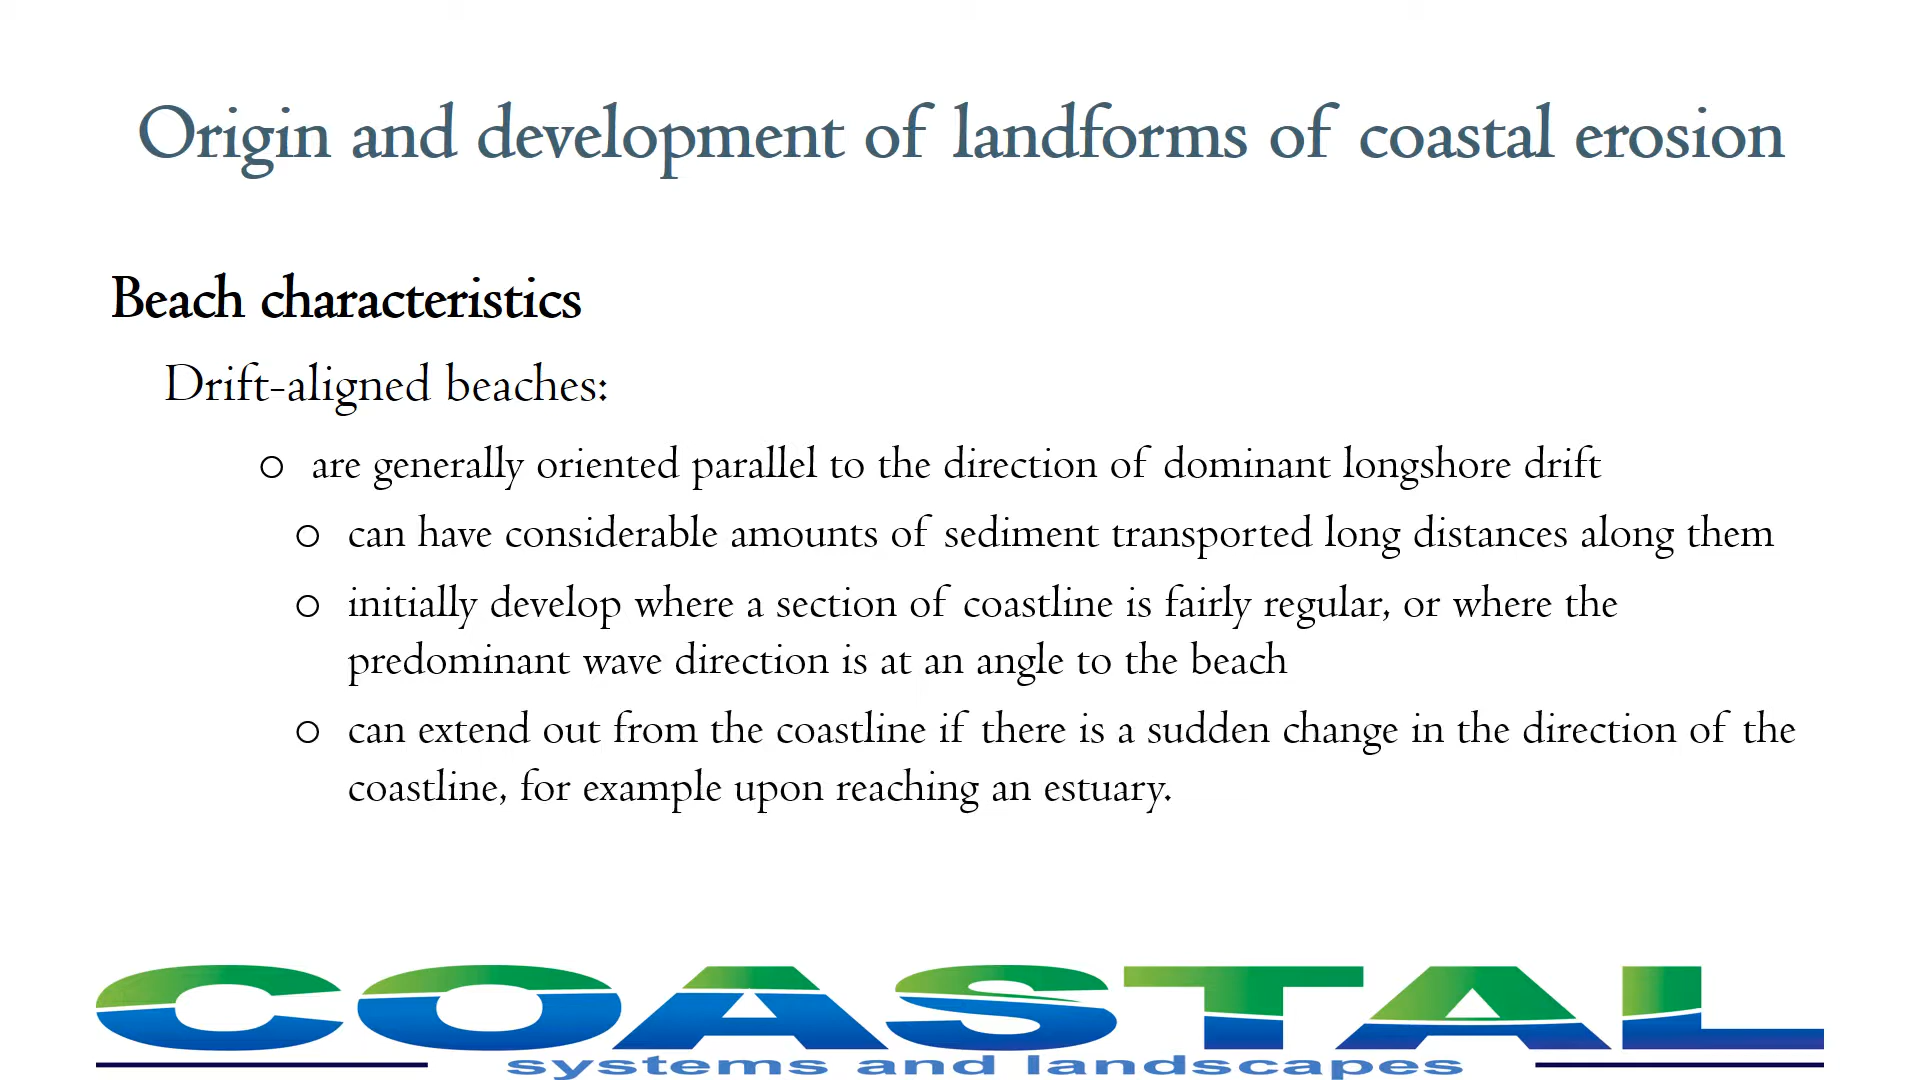 Origin and development of landforms of coastal erosion
Beach characteristics
Drift-aligned beaches:
o are generally oriented parallel to the direction of dominant longshore drift
o can have considerable amounts of sediment transported long distances along them
o initially develop where a section of coastline is fairly regular, or where the
predominant wave direction is at an angle to the beach
o can extend out from the coastline if there is a sudden change in the direction of the
coastline, for example upon reaching an estuary.
COASTAL
systems and landscapes